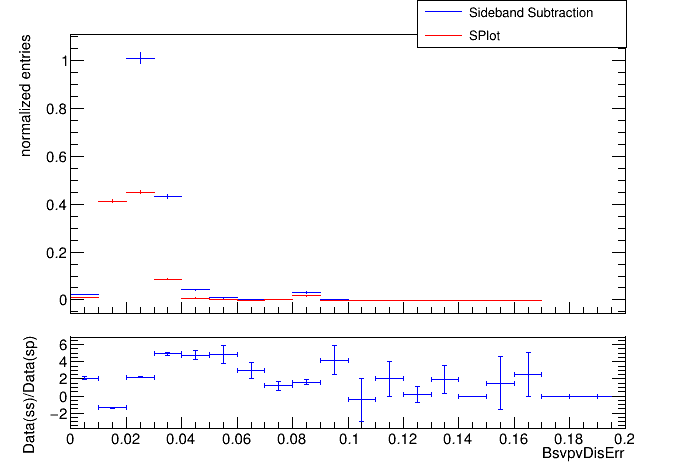 Sideband Subtraction
SPlot
normalized entries
1
0.8
0.6
0.4
0.2
0
Data(ss)/Data(sp)
6
4
2
0
−2
0 0.02 0.04 0.06 0.08 0.1 0.12 0.14 0.16 0.18 0.2
BsvpvDisErr